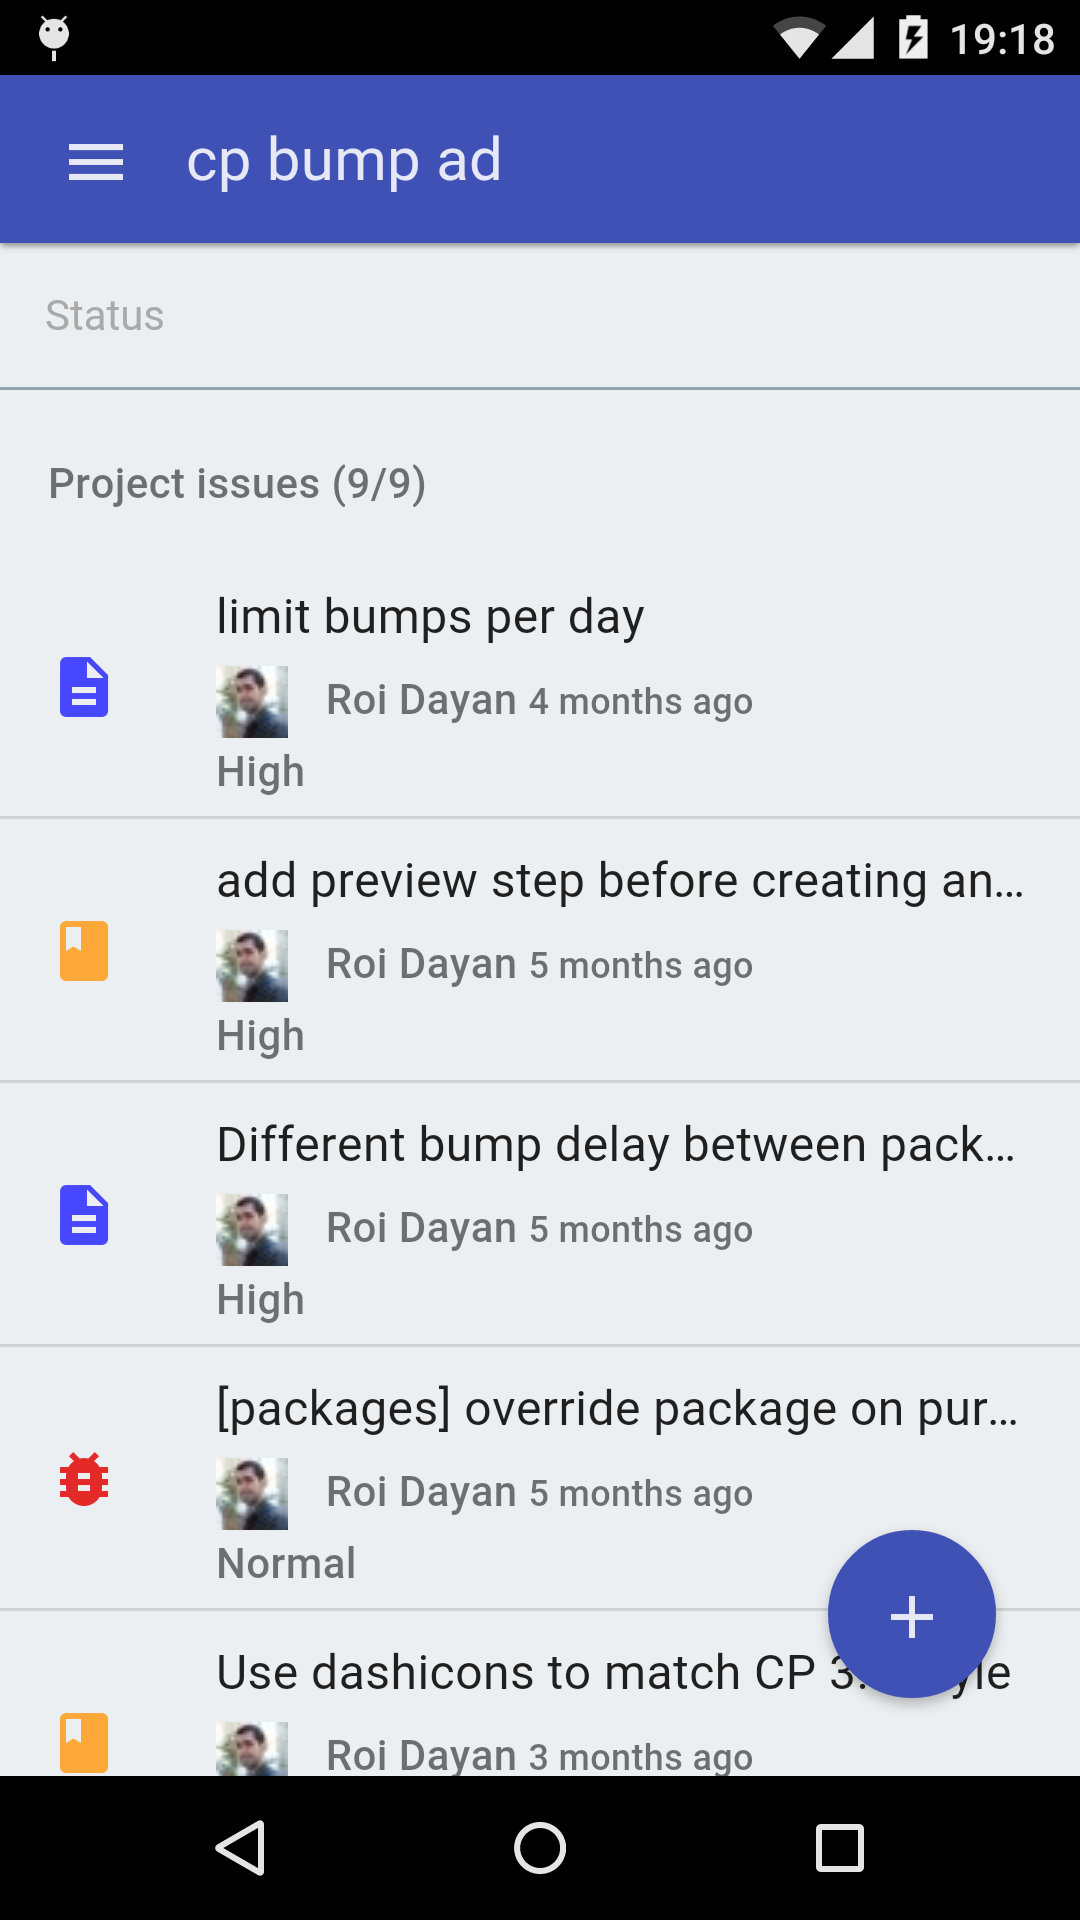 19:18
cp bump ad
Status
Project issues (9/9)
limit bumps per day
Roi Dayan 4 months ago
High
add preview step before creating an…
Roi Dayan 5 months ago
High
Different bump delay between pack…
Roi Dayan 5 months ago
High
[packages] override package on pur…
Roi Dayan 5 months ago
Normal
Use dashicons to match CP
Roi Dayan 3 months ago